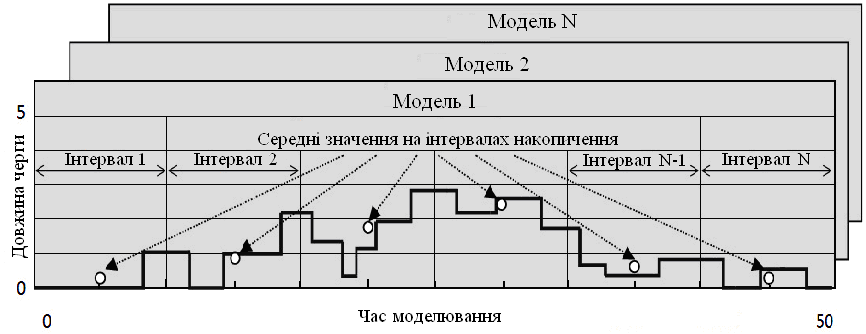 Модель N
Модель 2
Модель 1
5
Середні значення на інтервалах накопичення
Інтервал 1
Інтервал 2
Інтервал N-1
Інтервал N
Довжина черги
0
0
Час моделювання
50